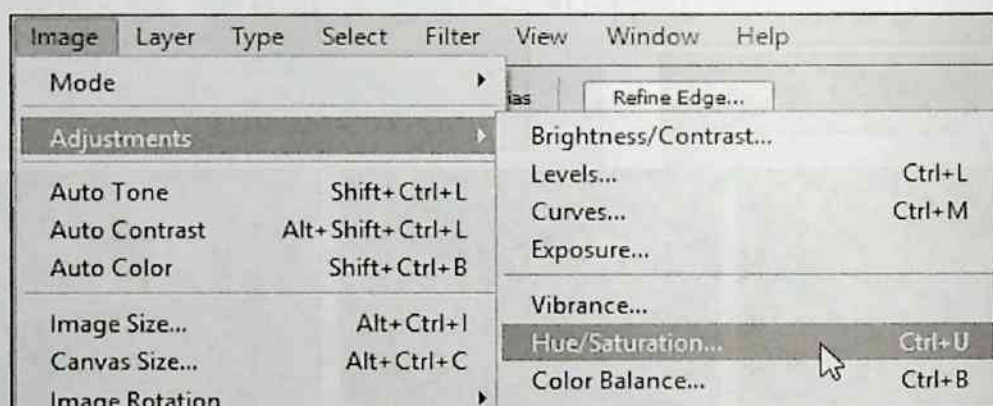 Image Layer Type Select Filter View Window Help
Mode
ias Refine Edge...
Adjustments
Auto Tone Shift+Ctrl+L
Auto Contrast Alt+Shift+Ctrl+L
Auto Color Shift+Ctrl+B
Image Size... Alt+Ctrl+I
Canvas Size... Alt+Ctrl+C
Image Rotation
Brightness/Contrast...
Levels... Ctrl+L
Curves... Ctrl+M
Exposure...
Vibrance...
Hue/Saturation... Ctrl+U
Color Balance... Ctrl+B